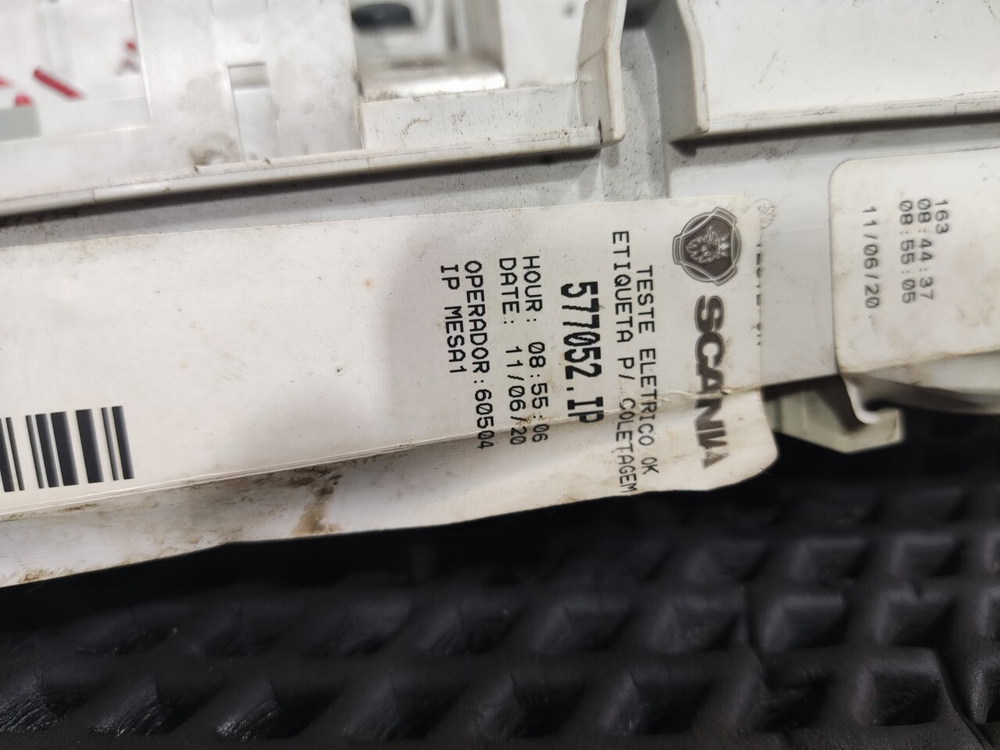 SCANIA
TESTE ELETRICO OK
ETIQUETA P/ COLETAGEM
577052.IP
HOUR: 08:55:06
DATE: 11/06/20
OPERADOR:60504
IP MESA1
163
08:44:37
08:55:05
11/06/20